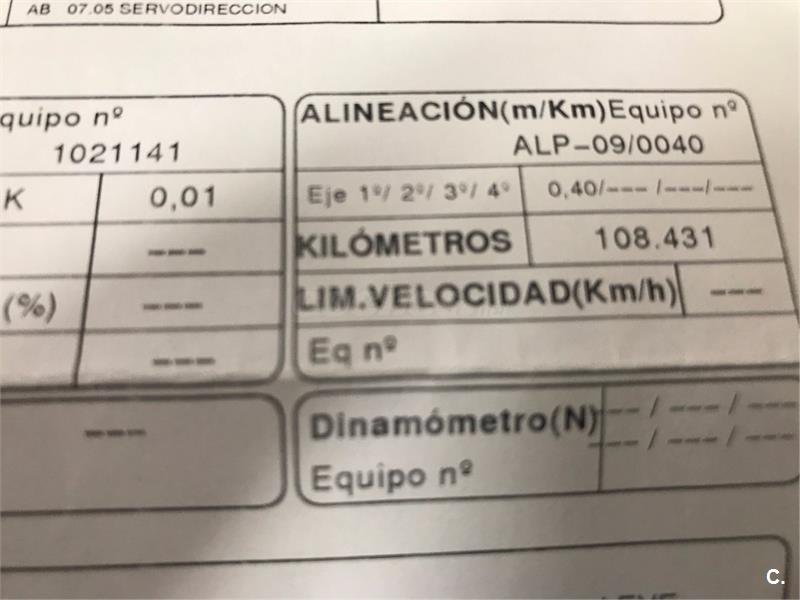 AB 07.05 SERVODIRECCION
quipo nº
1021141
K 0,01
---
(%) ---
---
---
ALINEACIÓN(m/Km)Equipo nº
ALP-09/0040
Eje 1º/ 2º/ 3º/ 4º 0,40/--- /---/---
KILÓMETROS 108.431
LIM.VELOCIDAD(Km/h) ---
Eq nº
Dinamómetro(N) --- / --- / ---
--- / --- / ---
Equipo nº
C.